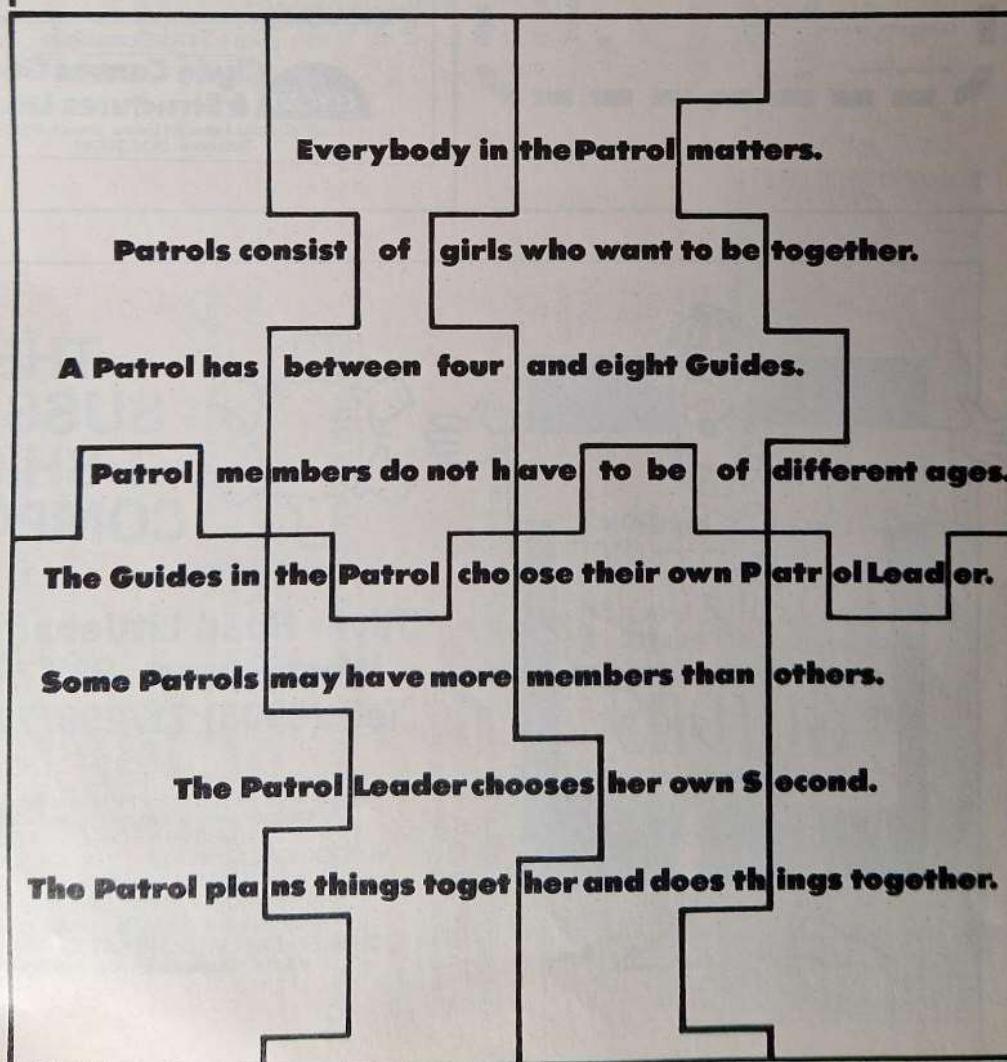 Everybody in the Patrol matters.
Patrols consist of girls who want to be together.
A Patrol has between four and eight Guides.
Patrol members do not have to be of different ages.
The Guides in the Patrol choose their own Patrol Leader.
Some Patrols may have more members than others.
The Patrol Leader chooses her own Second.
The Patrol plans things together and does things together.